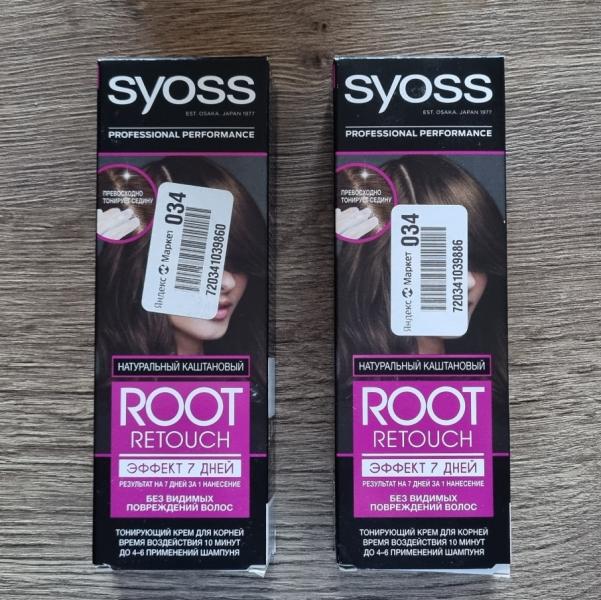 SYOSS
EST. OSAKA, JAPAN 1977
PROFESSIONAL PERFORMANCE
ПРЕВОСХОДНО
ТОНИРУЕТ СЕДИНУ
Яндекс Маркет 034
720341039860
НАТУРАЛЬНЫЙ КАШТАНОВЫЙ
ROOT
RETOUCH
ЭФФЕКТ 7 ДНЕЙ
РЕЗУЛЬТАТ НА 7 ДНЕЙ ЗА 1 НАНЕСЕНИЕ
БЕЗ ВИДИМЫХ
ПОВРЕЖДЕНИЙ ВОЛОС
ТОНИРУЮЩИЙ КРЕМ ДЛЯ КОРНЕЙ
ВРЕМЯ ВОЗДЕЙСТВИЯ 10 МИНУТ
ДО 4–6 ПРИМЕНЕНИЙ ШАМПУНЯ
SYOSS
EST. OSAKA, JAPAN 1977
PROFESSIONAL PERFORMANCE
ПРЕВОСХОДНО
ТОНИРУЕТ СЕДИНУ
Яндекс Маркет 034
720341039886
НАТУРАЛЬНЫЙ КАШТАНОВЫЙ
ROOT
RETOUCH
ЭФФЕКТ 7 ДНЕЙ
РЕЗУЛЬТАТ НА 7 ДНЕЙ ЗА 1 НАНЕСЕНИЕ
БЕЗ ВИДИМЫХ
ПОВРЕЖДЕНИЙ ВОЛОС
ТОНИРУЮЩИЙ КРЕМ ДЛЯ КОРНЕЙ
ВРЕМЯ ВОЗДЕЙСТВИЯ 10 МИНУТ
ДО 4–6 ПРИМЕНЕНИЙ ШАМПУНЯ